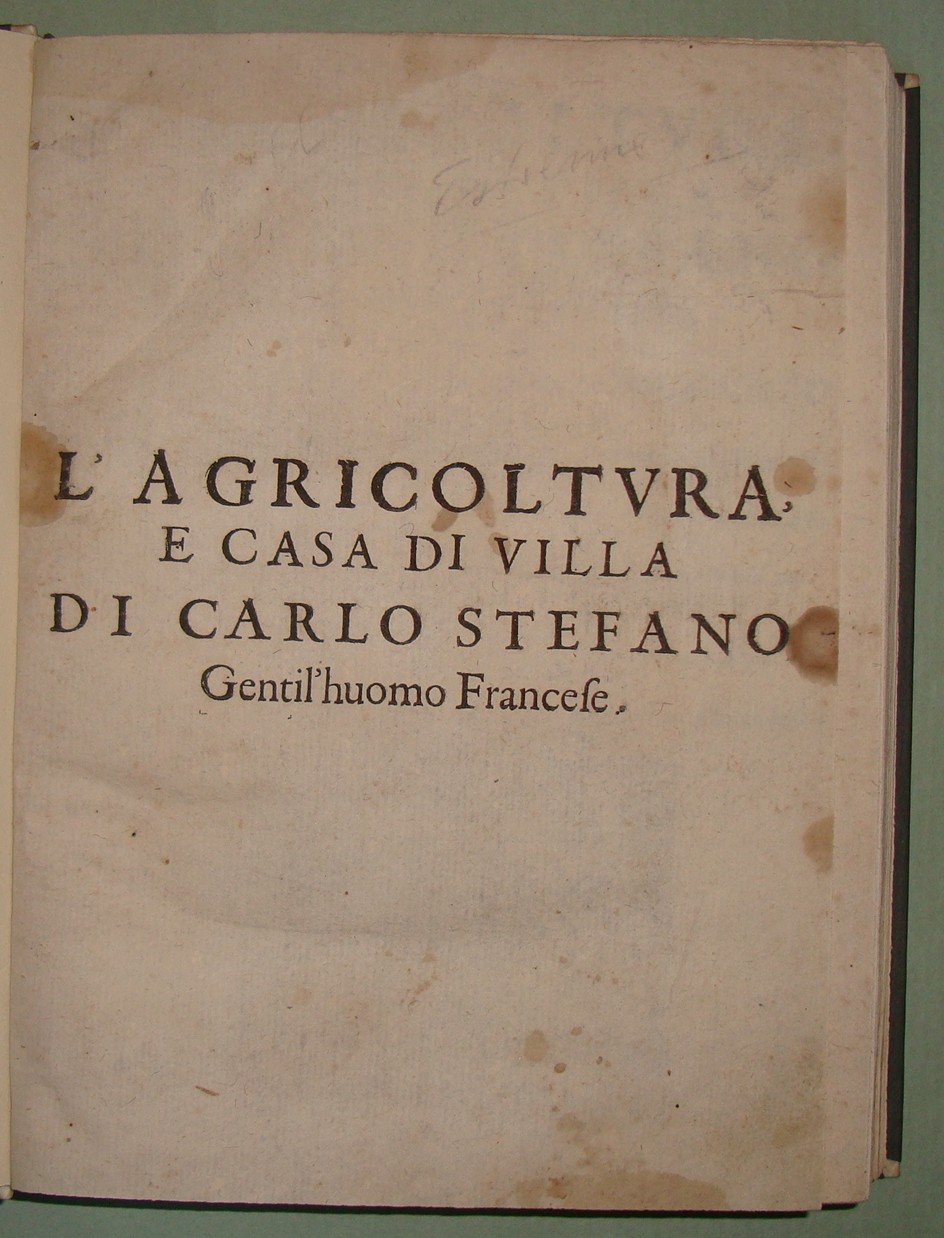 L' AGRICOLTVRA,
E CASA DI VILLA
DI CARLO STEFANO
Gentil'huomo Franceſe.